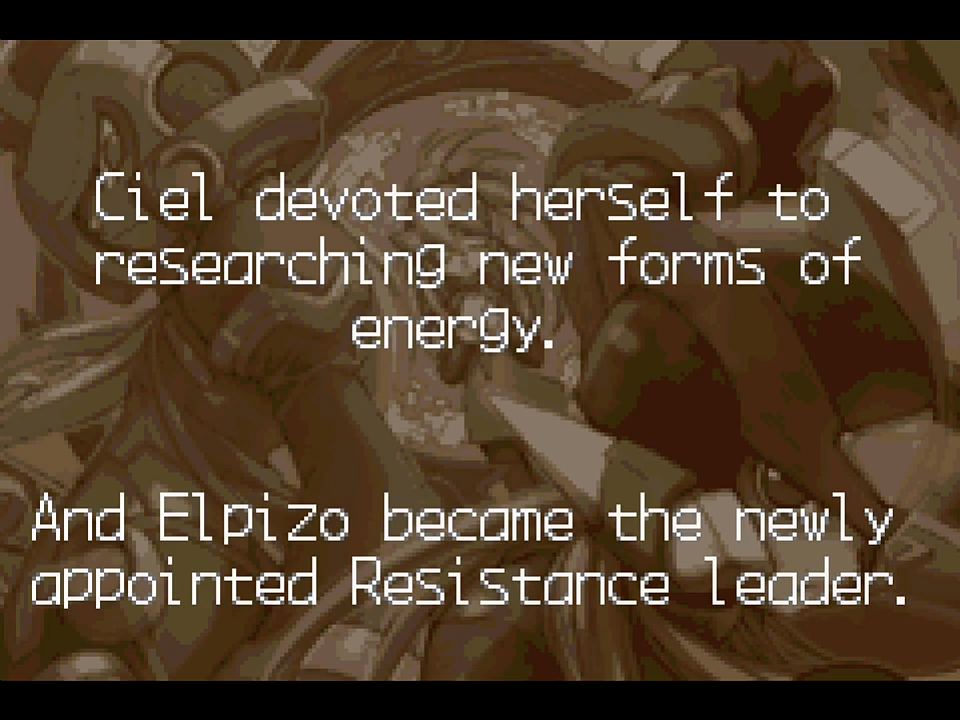 Ciel devoted herself to
researching new forms of
energy.
And Elpizo became the newly
appointed Resistance leader.